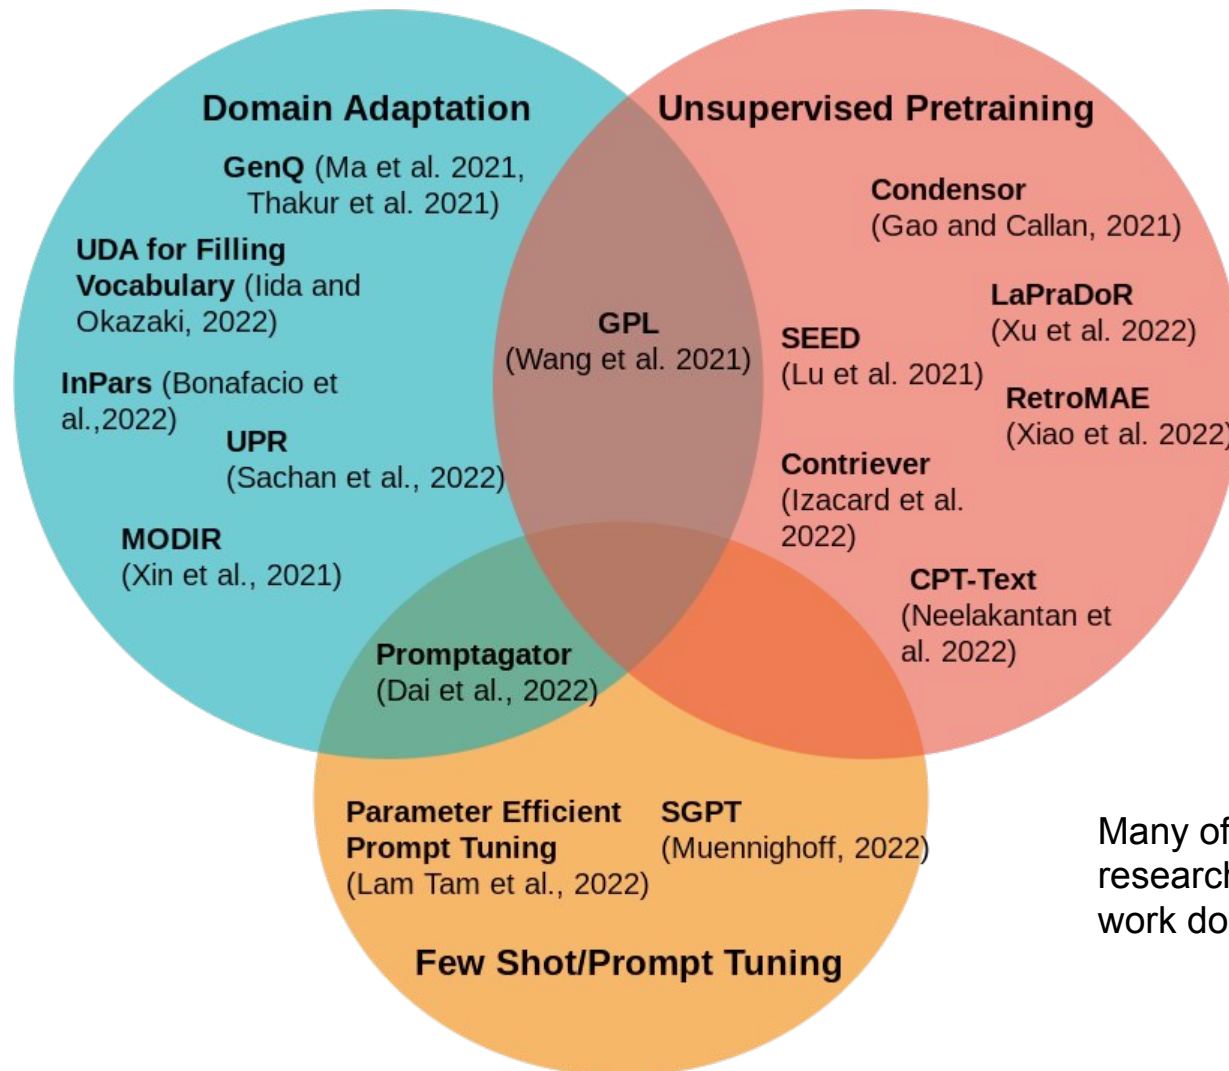 Domain Adaptation
Unsupervised Pretraining
GenQ (Ma et al. 2021,
Thakur et al. 2021)
UDA for Filling
Vocabulary (Iida and
Okazaki, 2022)
InPars (Bonafacio et
al.,2022)
UPR
(Sachan et al., 2022)
MODIR
(Xin et al., 2021)
GPL
(Wang et al. 2021)
Condensor
(Gao and Callan, 2021)
LaPraDoR
(Xu et al. 2022)
SEED
(Lu et al. 2021)
RetroMAE
(Xiao et al. 2022)
Contriever
(Izacard et al.
2022)
CPT-Text
(Neelakantan et
al. 2022)
Promptagator
(Dai et al., 2022)
Parameter Efficient
Prompt Tuning
(Lam Tam et al., 2022)
SGPT
(Muennighoff, 2022)
Few Shot/Prompt Tuning
Many of
research
work do